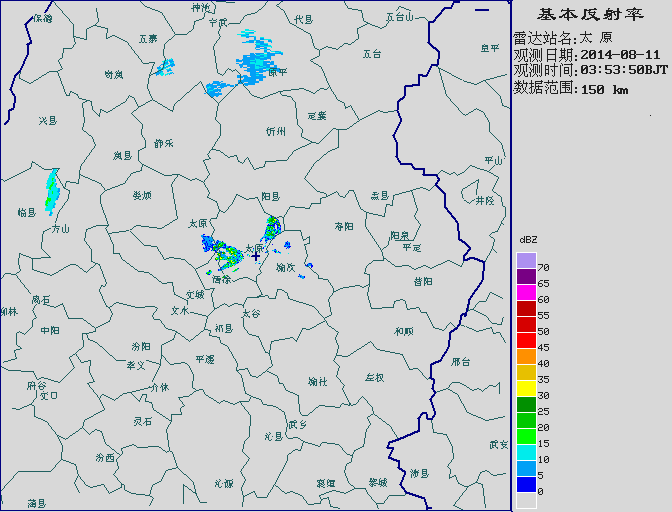 基本反射率
雷达站名:太 原
观测日期:2014-08-11
观测时间:03:53:50BJT
数据范围:150 km
dBZ
70
65
60
55
50
45
40
35
30
25
20
15
10
5
0
神池
保德
宁武
代县
五台山
五寨
五台
阜平
岢岚
原平
兴县
定襄
忻州
静乐
岚县
平山
娄烦
阳县
盂县
井陉
临县
方山
太原
寿阳
阳泉
太原
平定
榆次
清徐
昔阳
文城
离石
柳林
文水
太谷
中阳
祁县
和顺
汾阳
孝义
平遥
邢台
介休
榆社
左权
灵石
武乡
沁县
武安
汾西
沁源
襄垣
黎城
涉县
蒲县